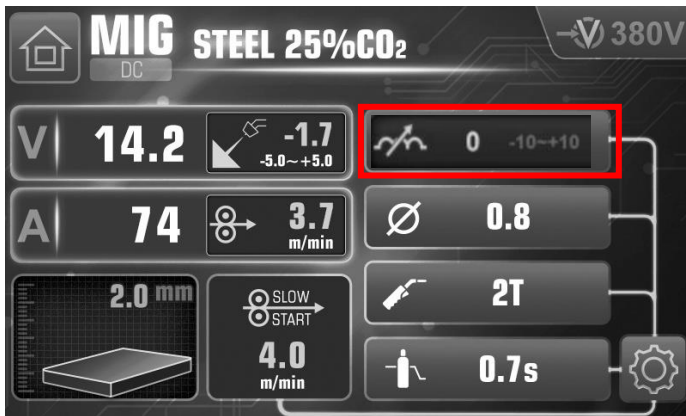 MIG STEEL 25%CO₂
DC
380V
V 14.2 -1.7
-5.0~+5.0
0 -10~+10
A 74 3.7
m/min
Ø 0.8
2.0 mm
SLOW
START
4.0
m/min
2T
0.7s